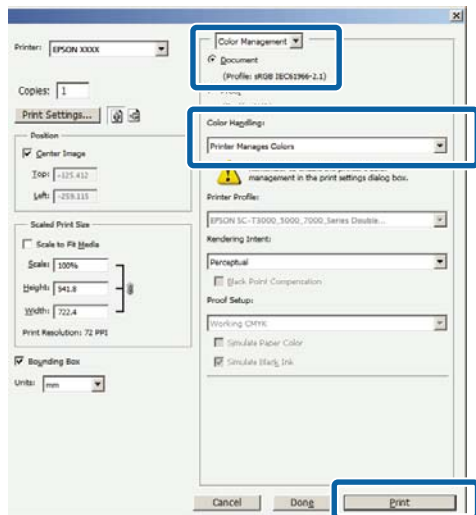 Printer: EPSON XXXX
Copies: 1
Print Settings...
Position
Center Image
Top: -125.412
Left: -259.115
Scaled Print Size
Scale to Fit Media
Scale: 100%
Height: 541.8
Width: 722.4
Print Resolution: 72 PPI
Bounding Box
Units: mm
Color Management
Document
(Profile: sRGB IEC61966-2.1)
Color Handling:
Printer Manages Colors
management in the print settings dialog box.
Printer Profile:
EPSON SC-T3000_5000_7000_Series Double...
Rendering Intent:
Perceptual
Black Point Compensation
Proof Setup:
Working CMYK
Simulate Paper Color
Simulate Black Ink
Cancel
Done
Print